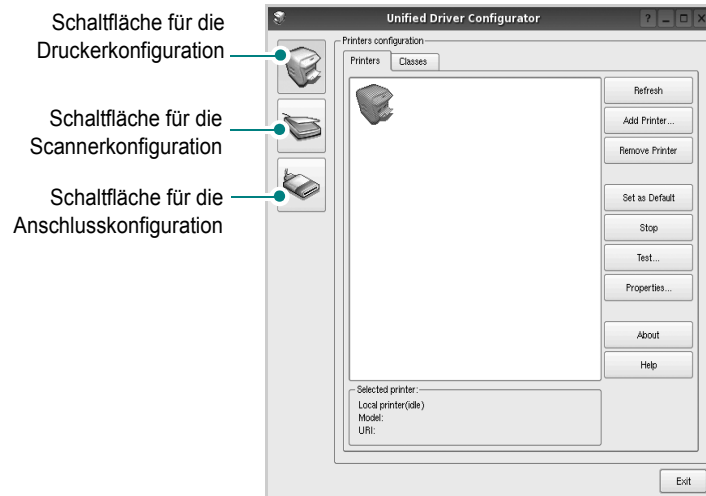 Schaltfläche für die
Druckerkonfiguration
Schaltfläche für die
Scannerkonfiguration
Schaltfläche für die
Anschlusskonfiguration
Unified Driver Configurator
Printers configuration
Printers
Classes
Refresh
Add Printer...
Remove Printer
Set as Default
Stop
Test...
Properties...
About
Help
Selected printer:
Local printer(idle)
Model:
URI:
Exit